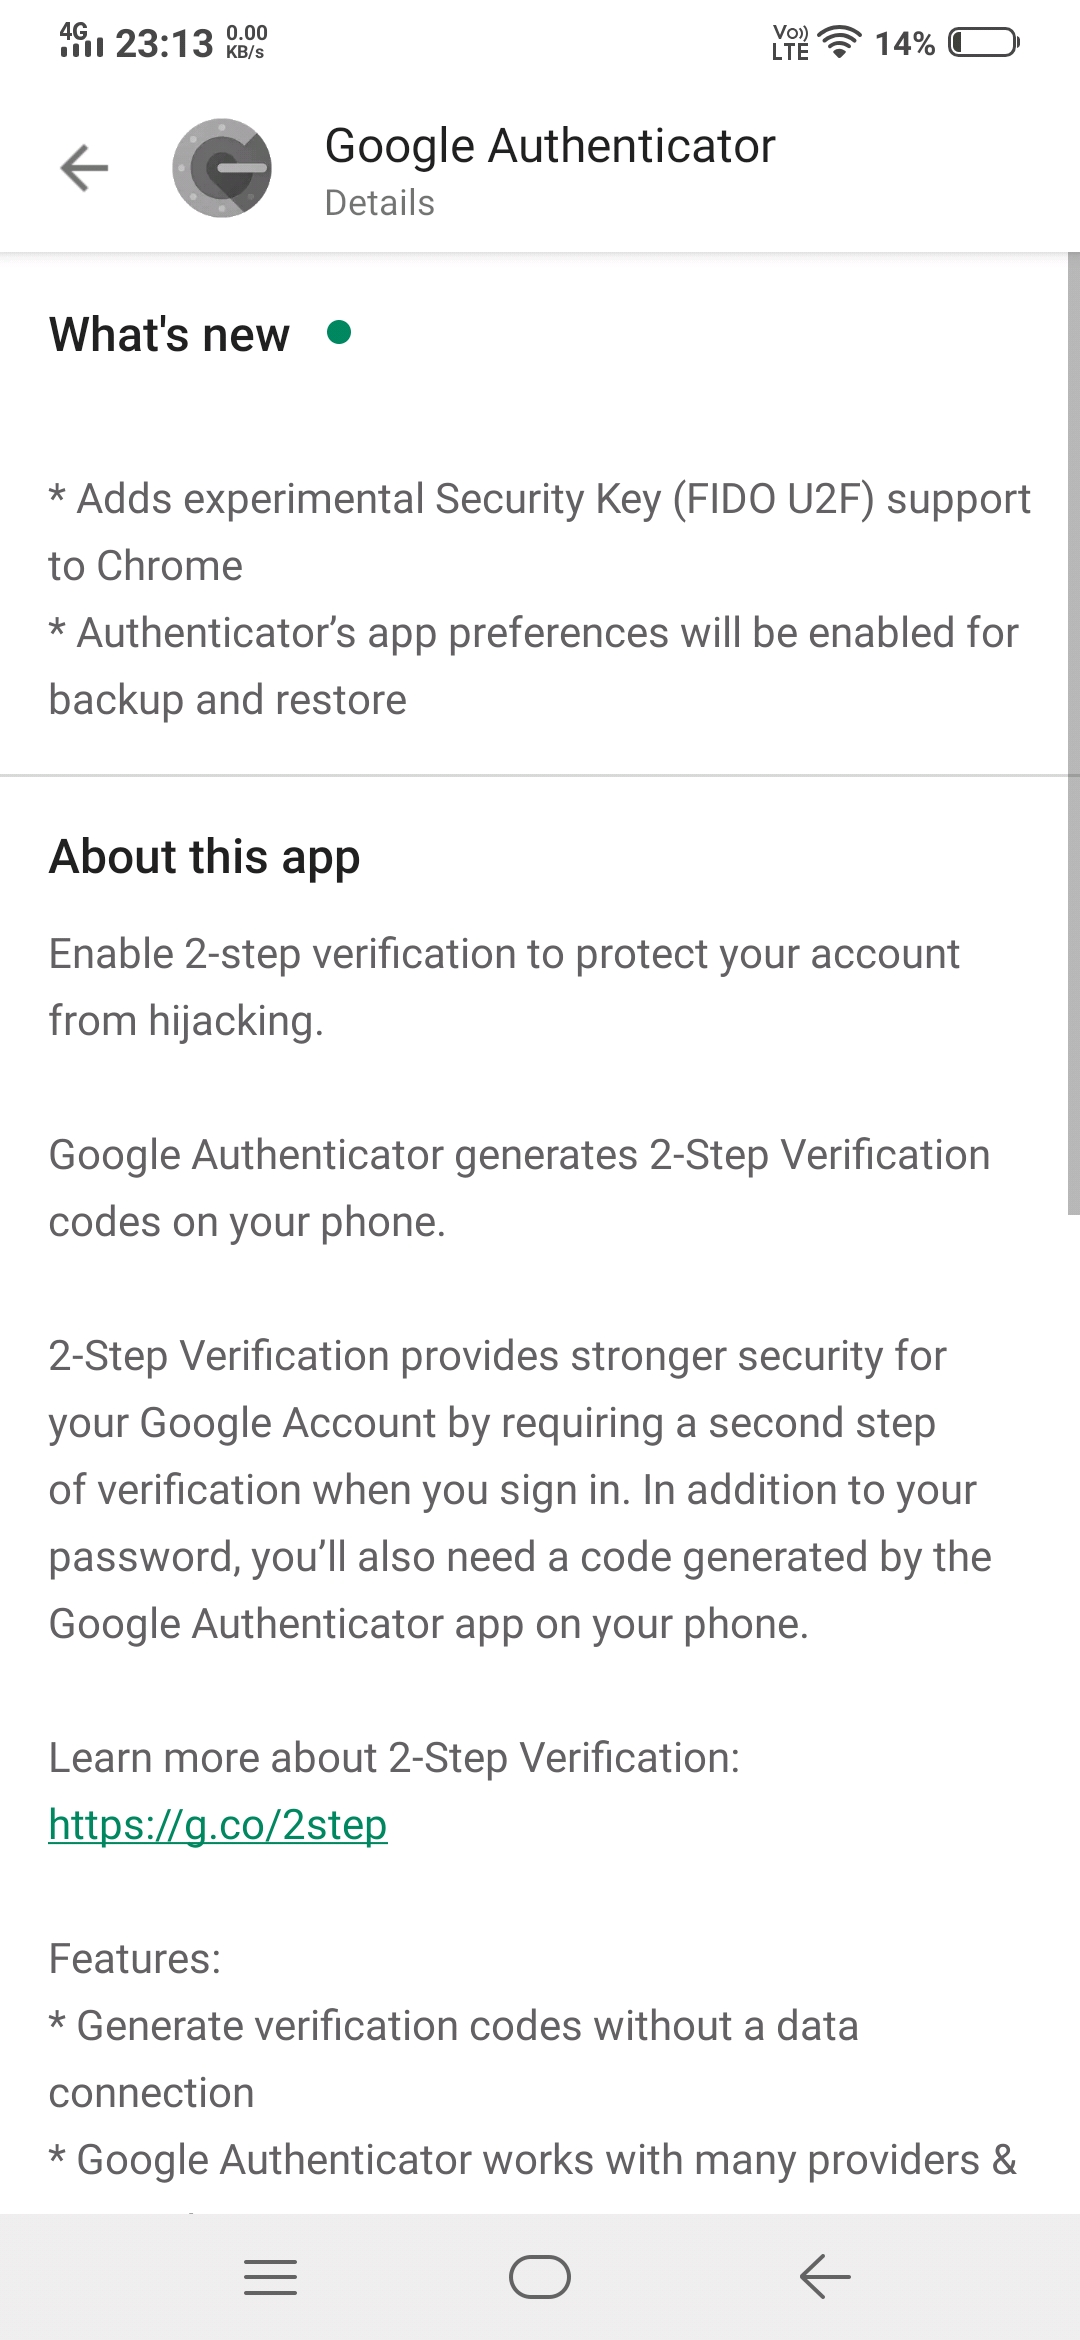 4G 23:13 0.00 KB/s Vo)) LTE 14%
Google Authenticator
Details
What's new
* Adds experimental Security Key (FIDO U2F) support
to Chrome
* Authenticator’s app preferences will be enabled for
backup and restore
About this app
Enable 2-step verification to protect your account
from hijacking.
Google Authenticator generates 2-Step Verification
codes on your phone.
2-Step Verification provides stronger security for
your Google Account by requiring a second step
of verification when you sign in. In addition to your
password, you’ll also need a code generated by the
Google Authenticator app on your phone.
Learn more about 2-Step Verification:
https://g.co/2step
Features:
* Generate verification codes without a data
connection
* Google Authenticator works with many providers &